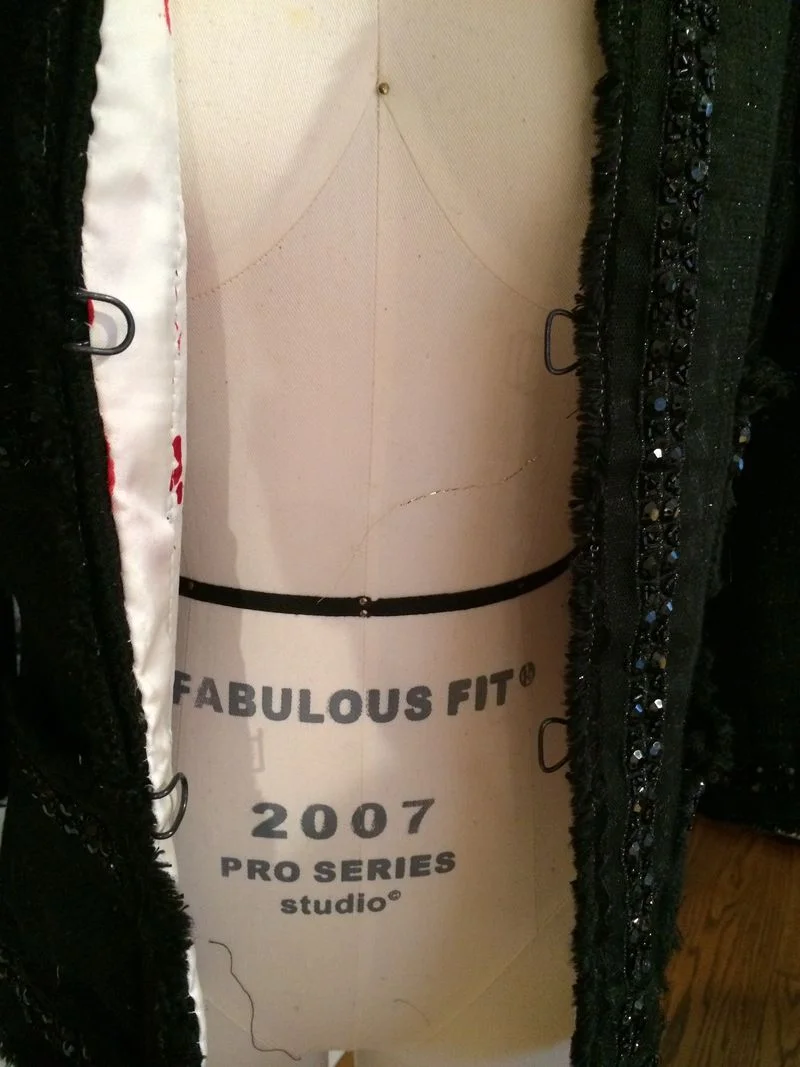 FABULOUS FIT®
2007
PRO SERIES
studio©